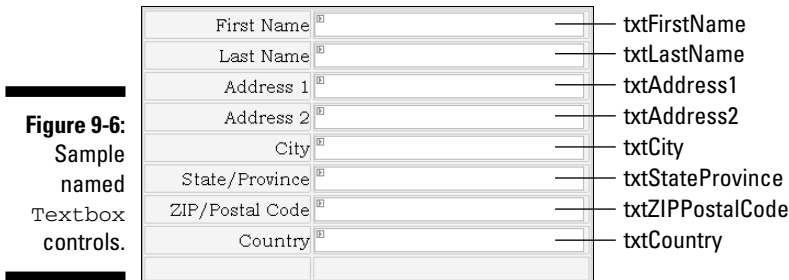 First Name txtFirstName
Last Name txtLastName
Address 1 txtAddress1
Address 2 txtAddress2
City txtCity
State/Province txtStateProvince
ZIP/Postal Code txtZIPPostalCode
Country txtCountry
Figure 9-6:
Sample
named
Textbox
controls.